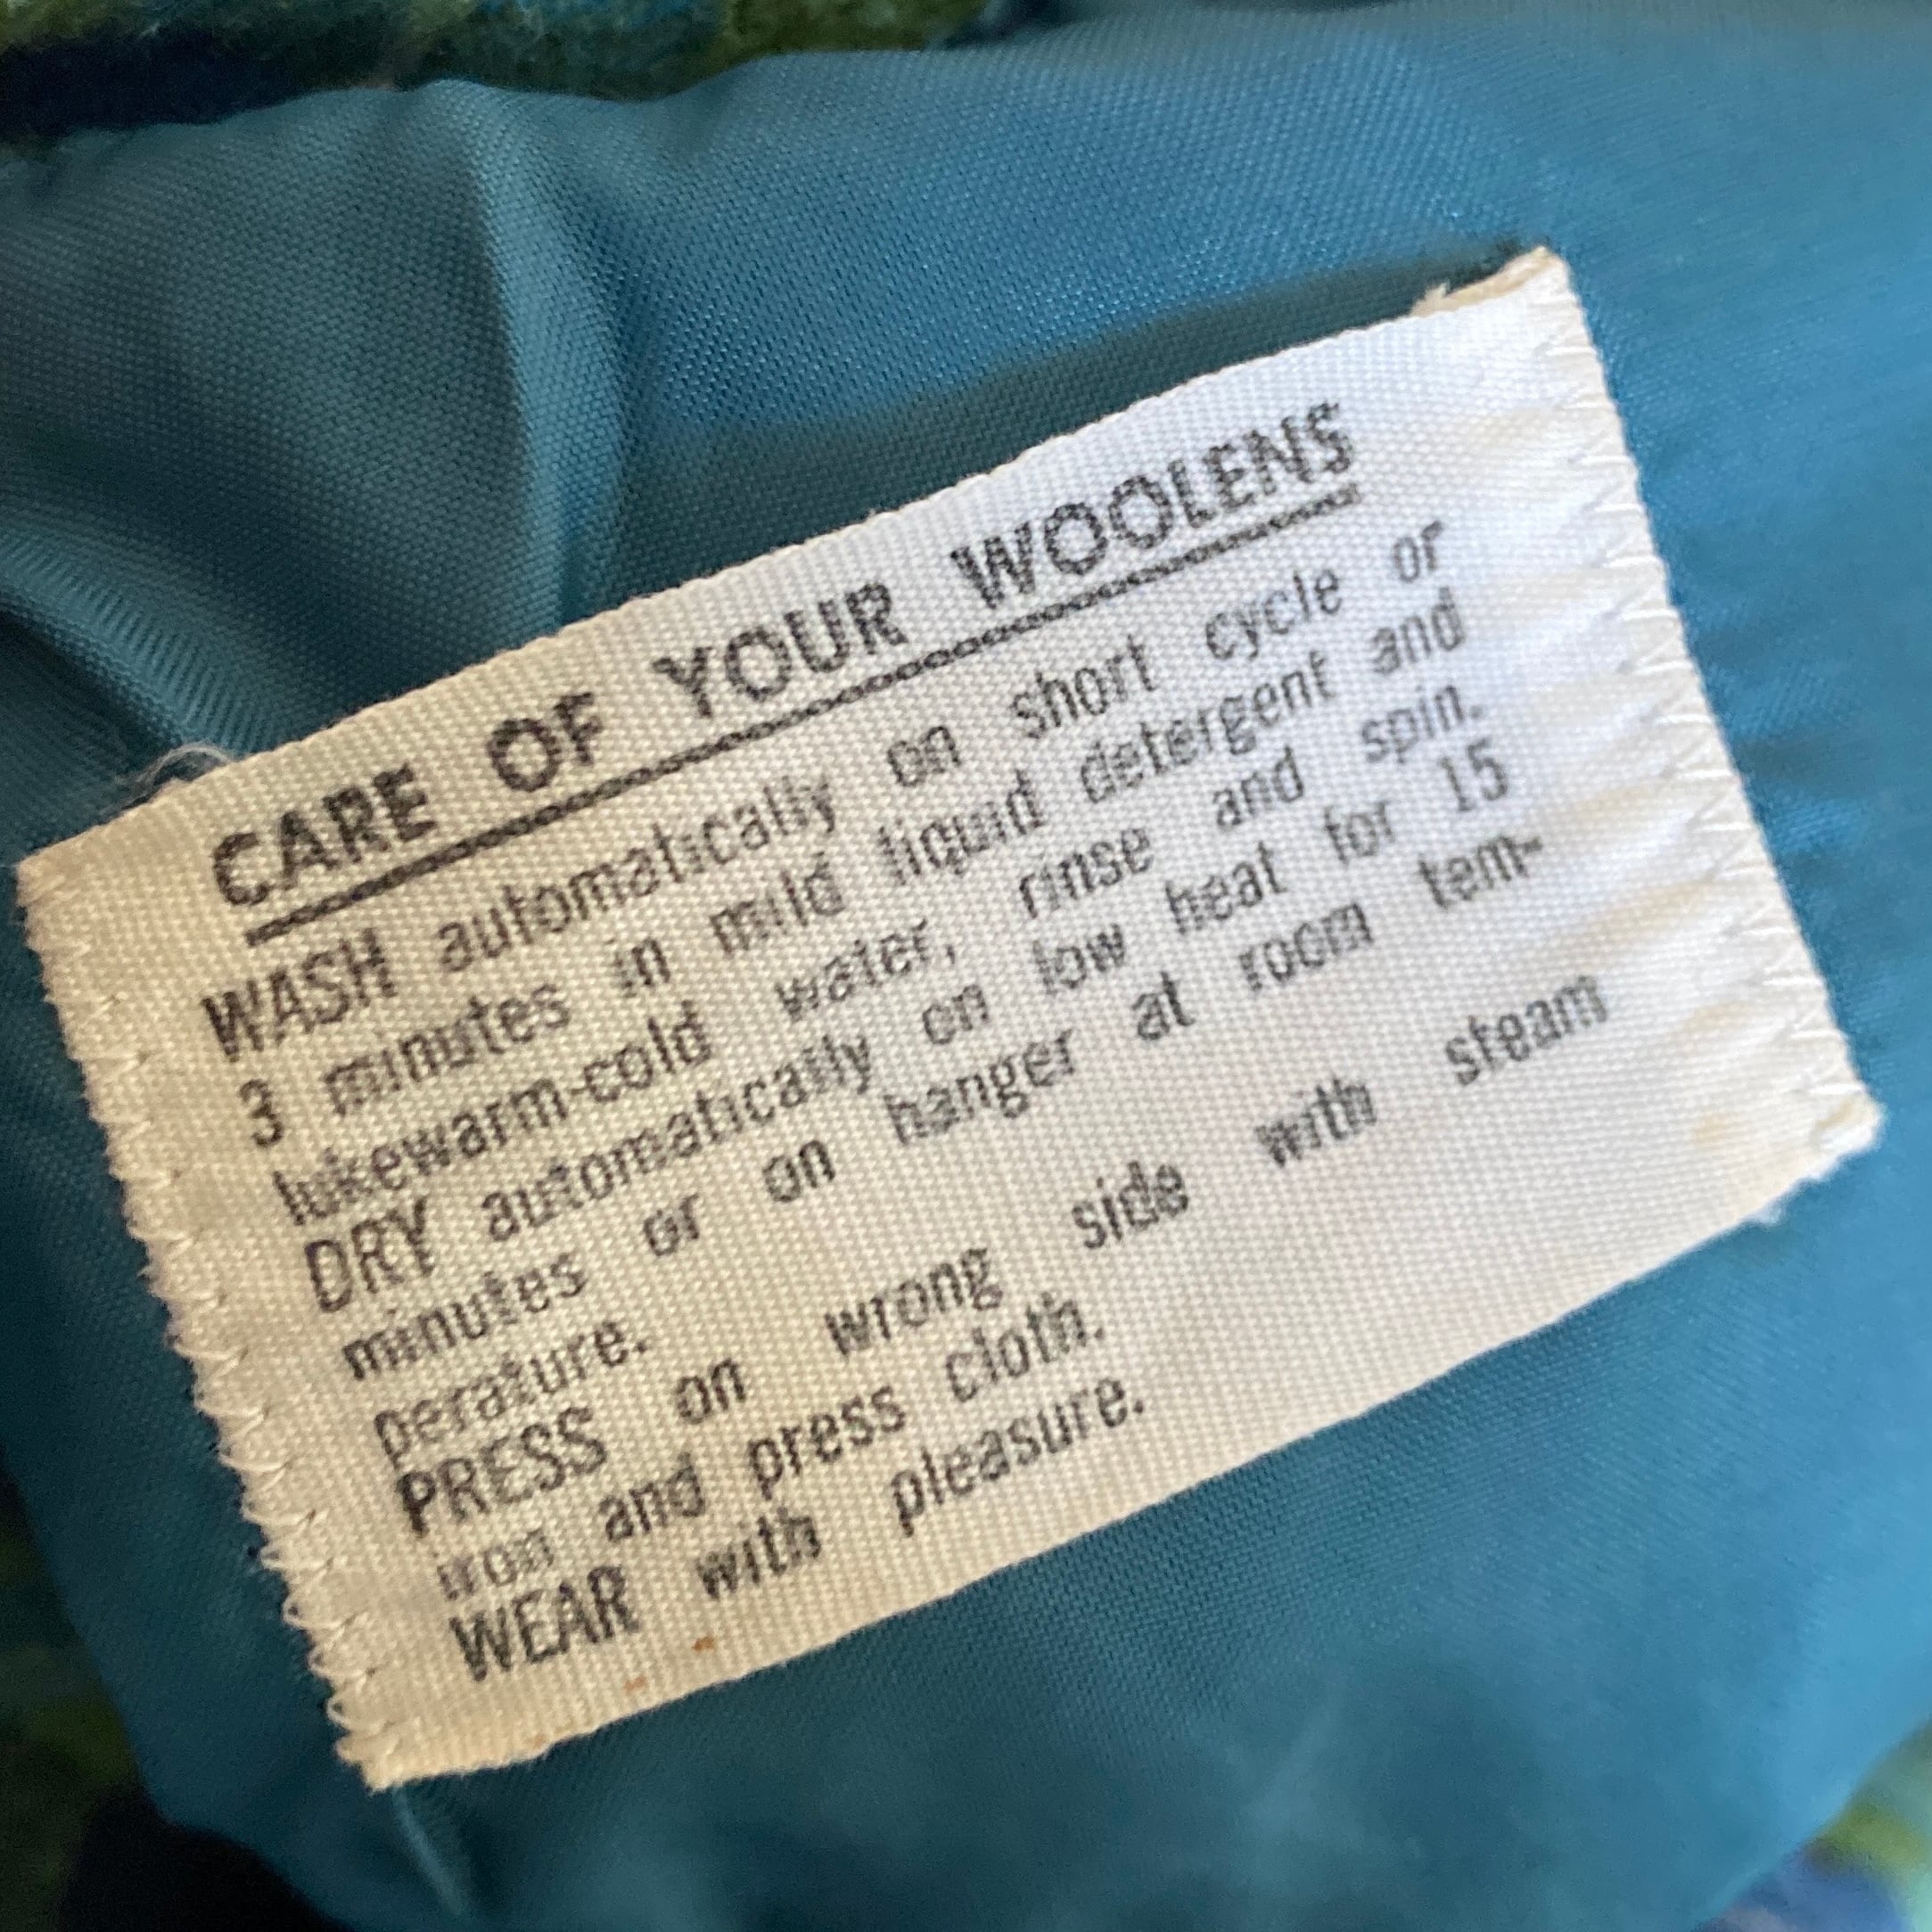 CARE OF YOUR WOOLENS
WASH automatically on short cycle or
3 minutes in mild liquid detergent and
lukewarm-cold water, rinse and spin.
DRY automatically on low heat for 15
minutes or on hanger at room tem-
perature.
PRESS on wrong side with steam
iron and press cloth.
WEAR with pleasure.